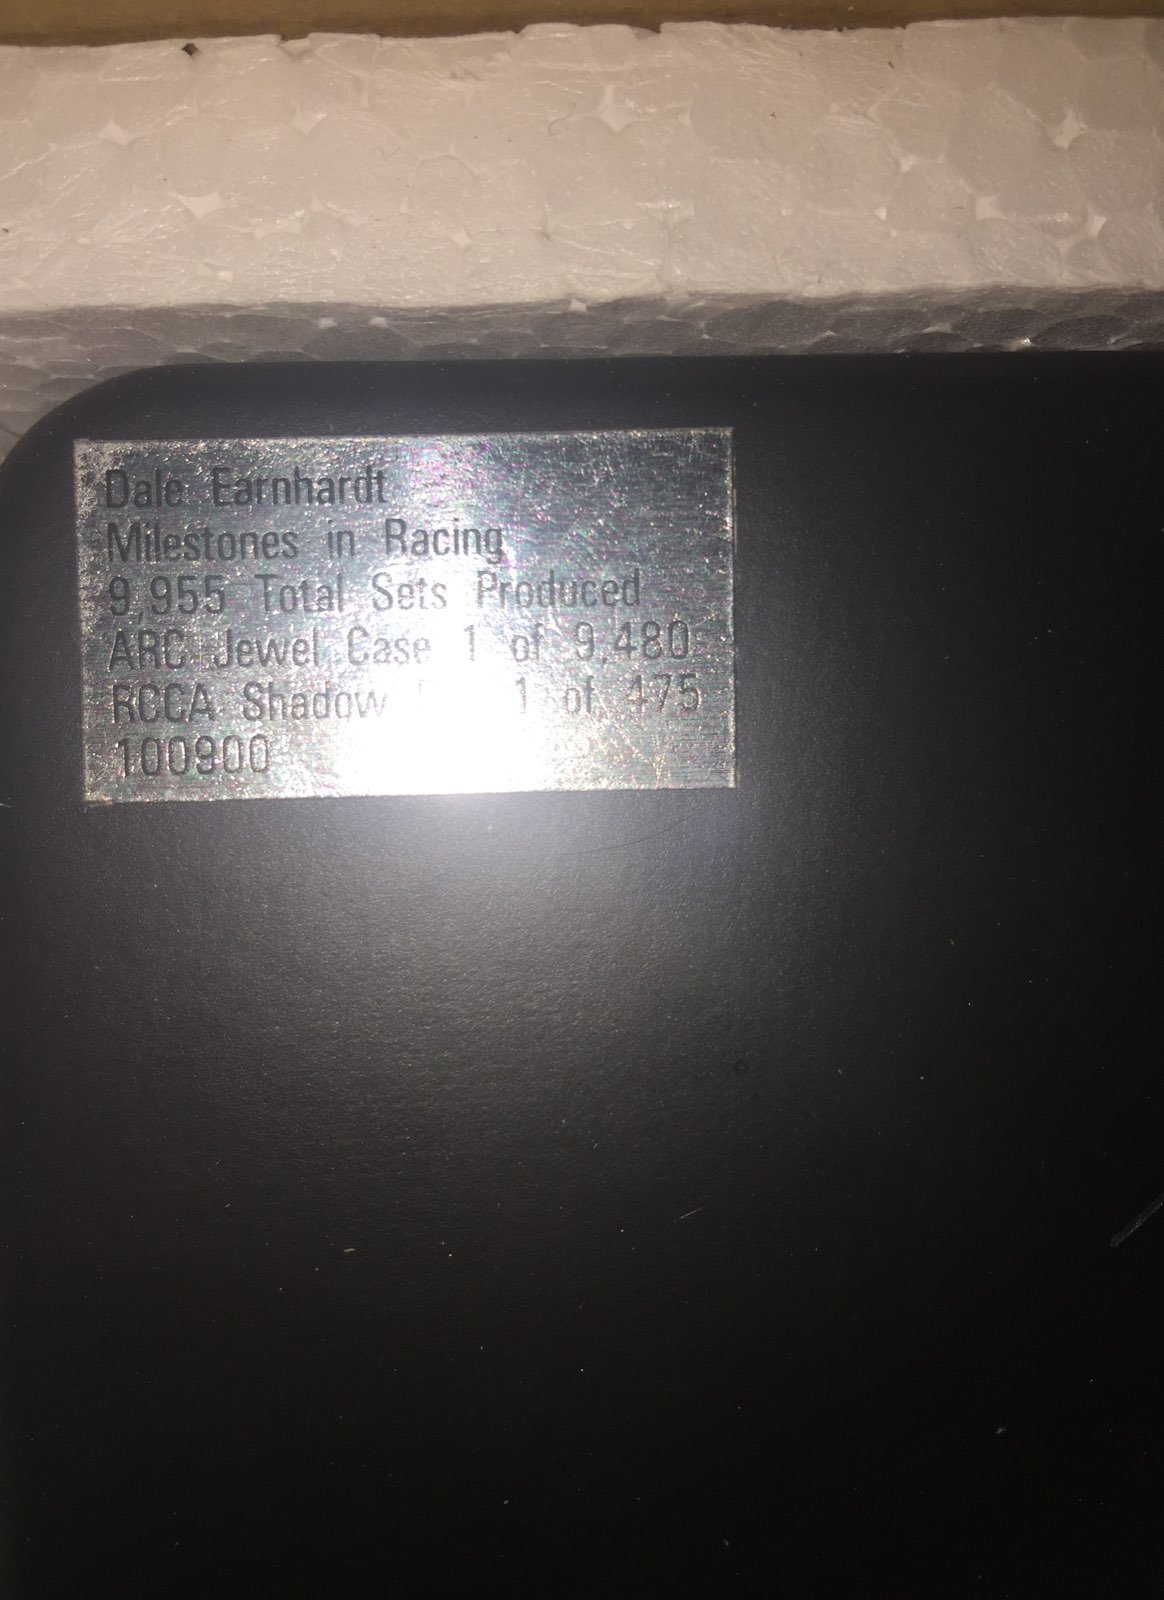 Dale Earnhardt
Milestones in Racing
9,955 Total Sets Produced
ARC Jewel Case 1 of 9,480
RCCA Shadow 1 of 475
100900